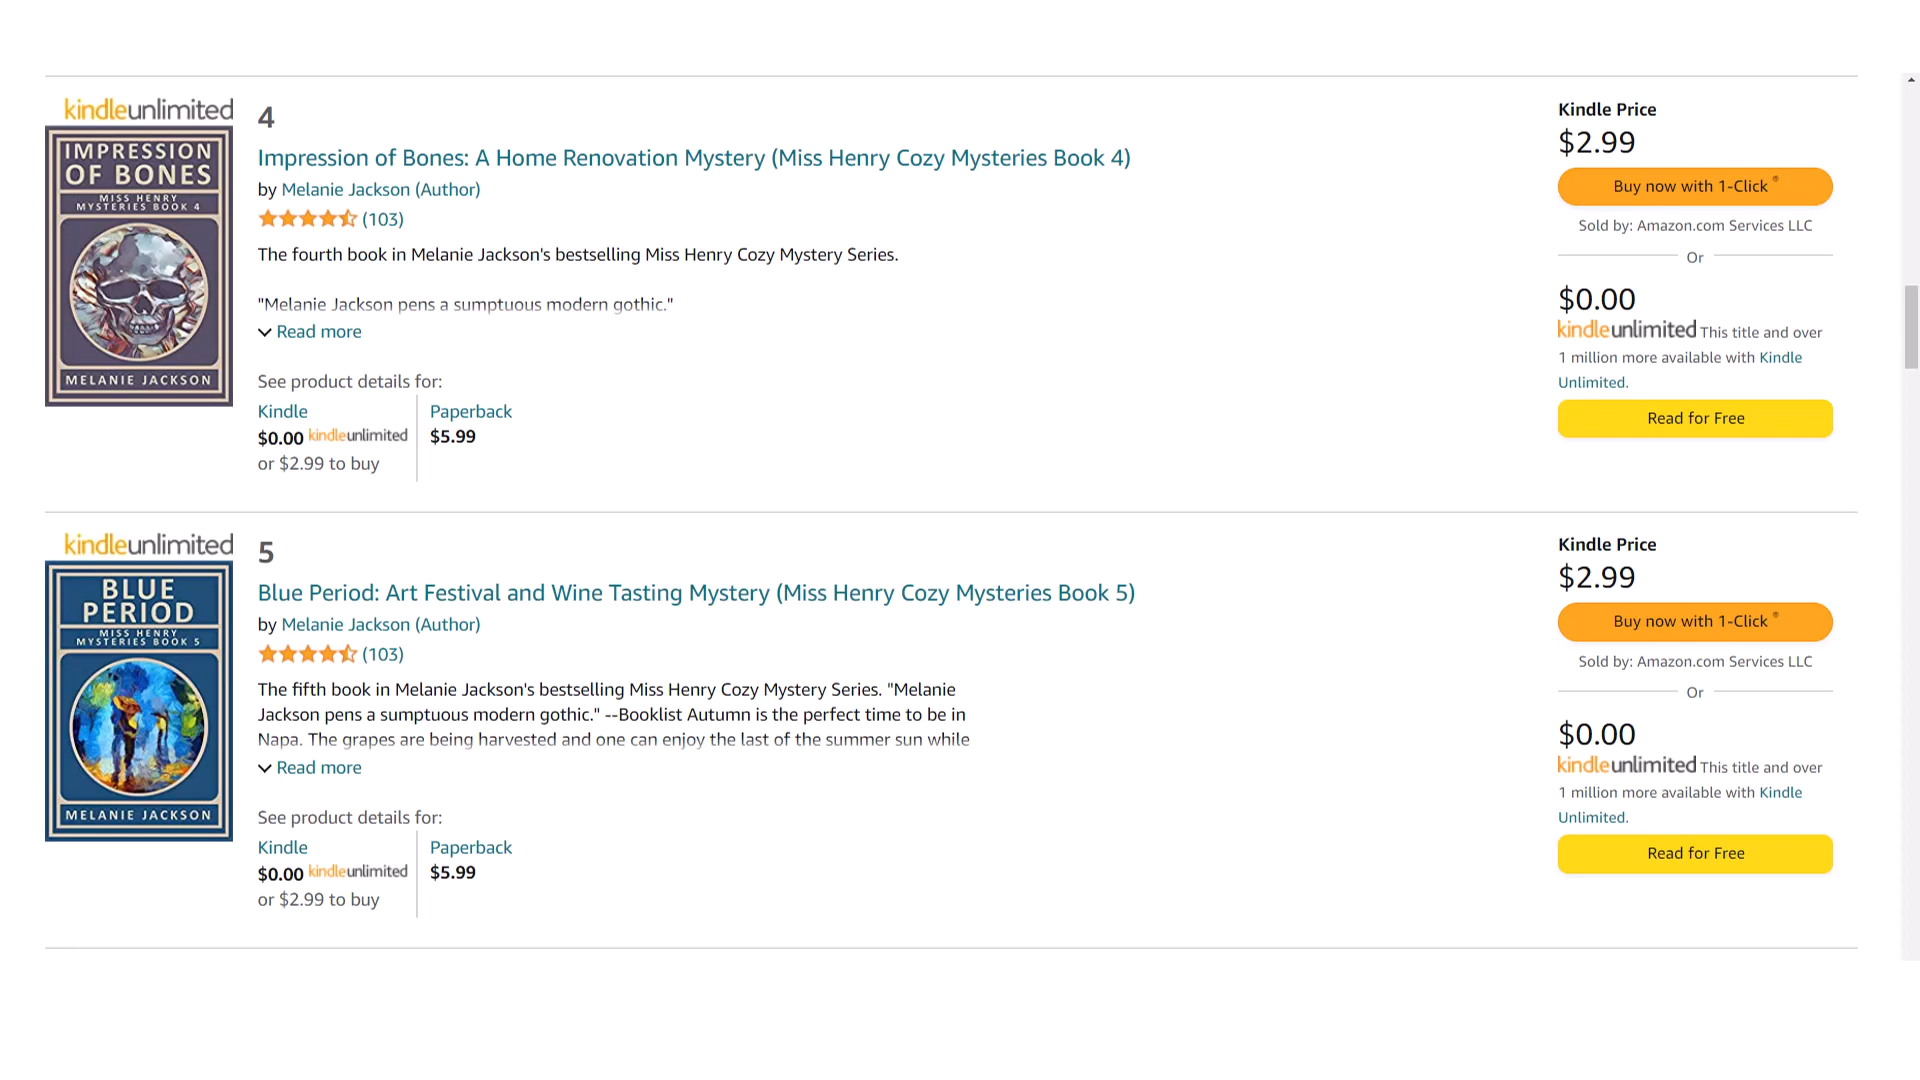 kindleunlimited
IMPRESSION
OF BONES
MISS HENRY
MYSTERIES BOOK 4
MELANIE JACKSON
4
Impression of Bones: A Home Renovation Mystery (Miss Henry Cozy Mysteries Book 4)
by Melanie Jackson (Author)
(103)
The fourth book in Melanie Jackson's bestselling Miss Henry Cozy Mystery Series.
"Melanie Jackson pens a sumptuous modern gothic."
Read more
See product details for:
Kindle
$0.00 kindleunlimited
or $2.99 to buy
Paperback
$5.99
Kindle Price
$2.99
Buy now with 1-Click ®
Sold by: Amazon.com Services LLC
Or
$0.00
kindleunlimited This title and over
1 million more available with Kindle
Unlimited.
Read for Free
kindleunlimited
BLUE
PERIOD
MISS HENRY
MYSTERIES BOOK 5
MELANIE JACKSON
5
Blue Period: Art Festival and Wine Tasting Mystery (Miss Henry Cozy Mysteries Book 5)
by Melanie Jackson (Author)
(103)
The fifth book in Melanie Jackson's bestselling Miss Henry Cozy Mystery Series. "Melanie
Jackson pens a sumptuous modern gothic." --Booklist Autumn is the perfect time to be in
Napa. The grapes are being harvested and one can enjoy the last of the summer sun while
Read more
See product details for:
Kindle
$0.00 kindleunlimited
or $2.99 to buy
Paperback
$5.99
Kindle Price
$2.99
Buy now with 1-Click ®
Sold by: Amazon.com Services LLC
Or
$0.00
kindleunlimited This title and over
1 million more available with Kindle
Unlimited.
Read for Free